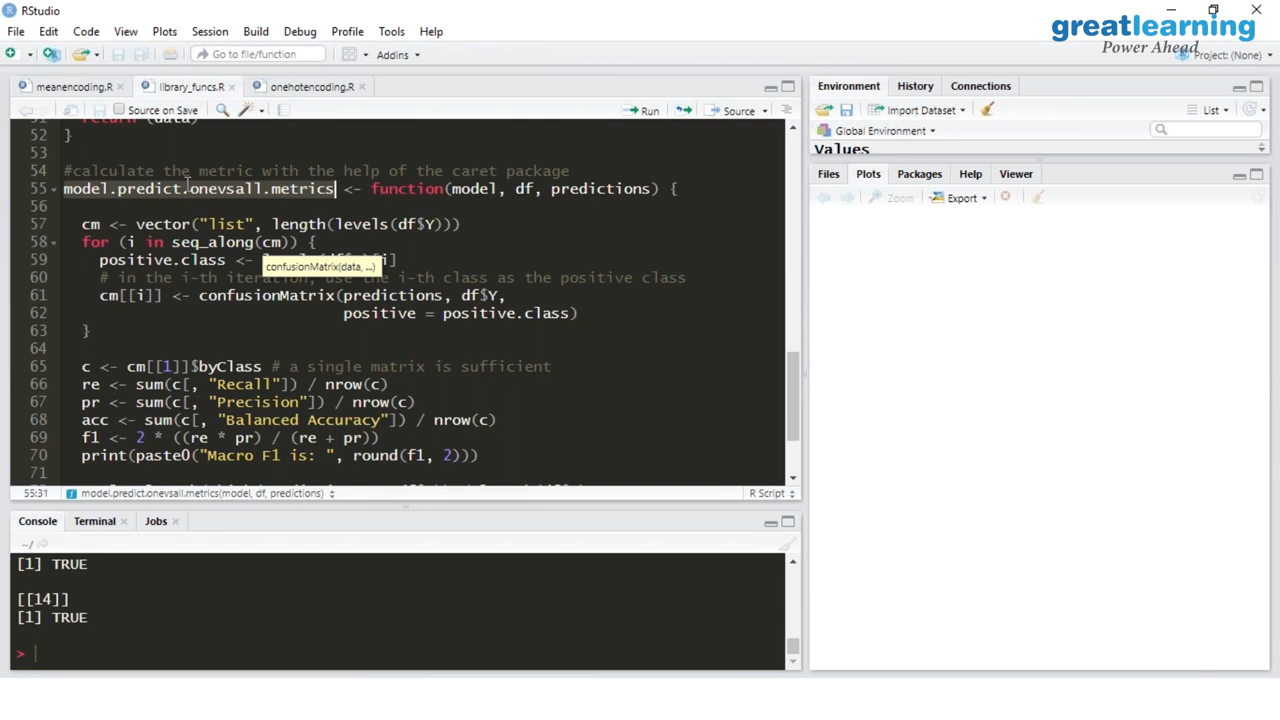 RStudio
greatlearning
Power Ahead
File Edit Code View Plots Session Build Debug Profile Tools Help
Go to file/function Addins Project: (None)
meanencoding.R library_funcs.R onehotencoding.R
Source on Save Run Source
51 return (data)
52 }
53
54 #calculate the metric with the help of the caret package
55 model.predict.onevsall.metrics <- function(model, df, predictions) {
56
57 cm <- vector("list", length(levels(df$Y)))
58 for (i in seq_along(cm)) {
59 positive.class <- [i]
confusionMatrix(data, ...)
60 # in the i-th iteration, use the i-th class as the positive class
61 cm[[i]] <- confusionMatrix(predictions, df$Y,
62 positive = positive.class)
63 }
64
65 c <- cm[[1]]$byClass # a single matrix is sufficient
66 re <- sum(c[, "Recall"]) / nrow(c)
67 pr <- sum(c[, "Precision"]) / nrow(c)
68 acc <- sum(c[, "Balanced Accuracy"]) / nrow(c)
69 f1 <- 2 * ((re * pr) / (re + pr))
70 print(paste0("Macro F1 is: ", round(f1, 2)))
71
55:31 model.predict.onevsall.metrics(model, df, predictions) R Script
Console Terminal Jobs
~/
[1] TRUE
[[14]]
[1] TRUE
>
Environment History Connections
Import Dataset List
Global Environment
Values
Files Plots Packages Help Viewer
Zoom Export